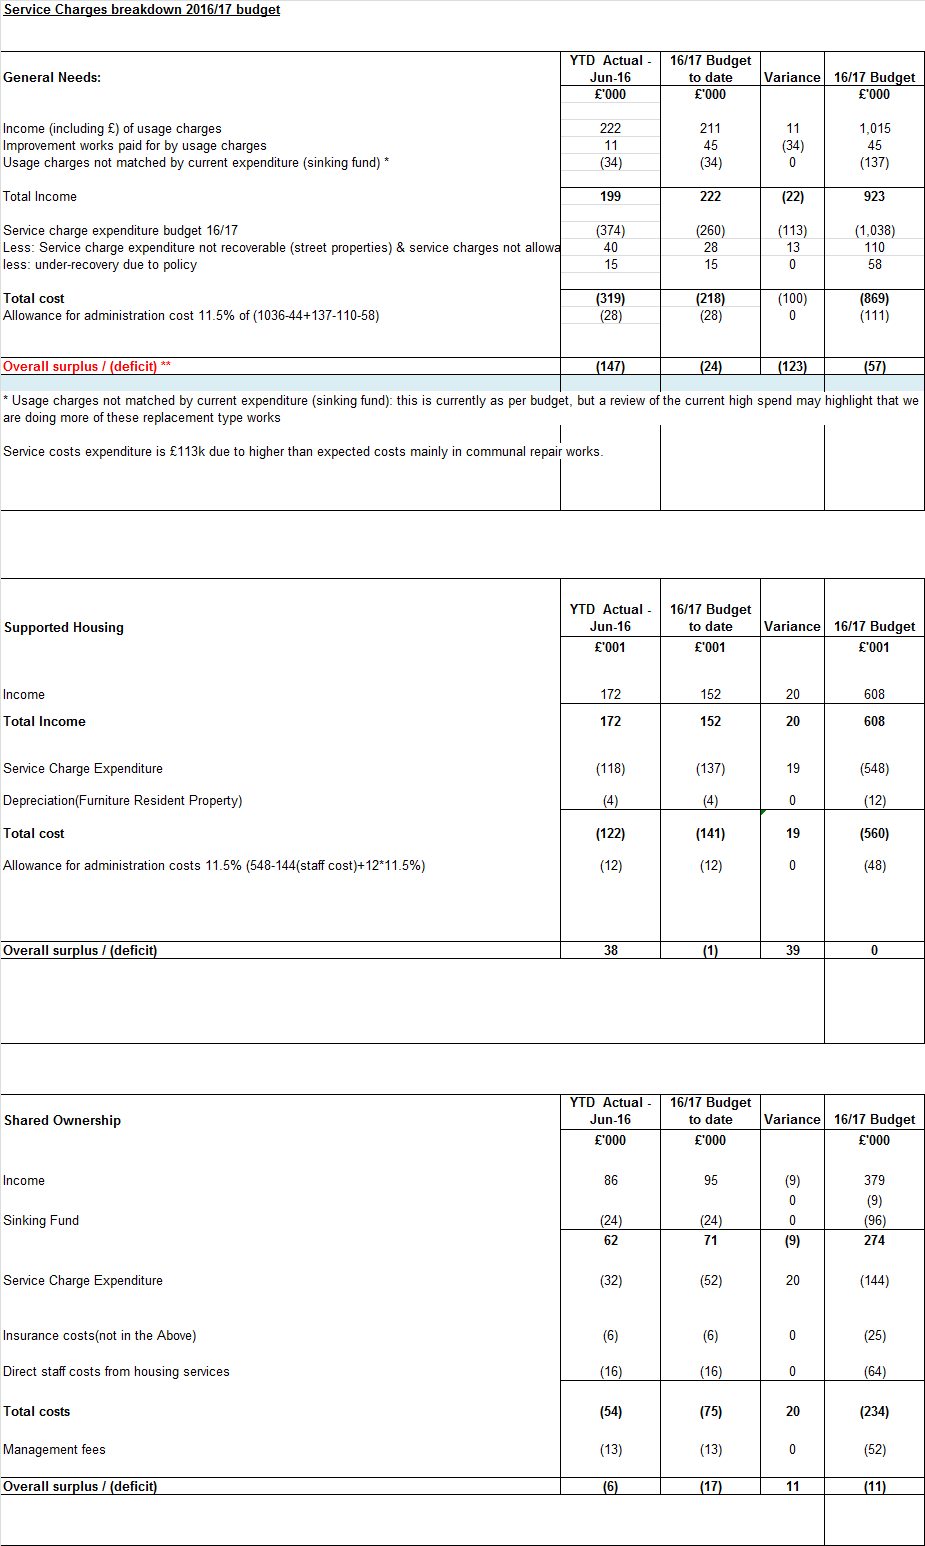 Service Charges breakdown 2016/17 budget
YTD Actual - 16/17 Budget
General Needs: Jun-16 to date Variance 16/17 Budget
£'000 £'000 £'000
Income (including £) of usage charges 222 211 11 1,015
Improvement works paid for by usage charges 11 45 (34) 45
Usage charges not matched by current expenditure (sinking fund) * (34) (34) 0 (137)
Total Income 199 222 (22) 923
Service charge expenditure budget 16/17 (374) (260) (113) (1,038)
Less: Service charge expenditure not recoverable (street properties) & service charges not allowa 40 28 13 110
less: under-recovery due to policy 15 15 0 58
Total cost (319) (218) (100) (869)
Allowance for administration cost 11.5% of (1036-44+137-110-58) (28) (28) 0 (111)
Overall surplus / (deficit) ** (147) (24) (123) (57)
* Usage charges not matched by current expenditure (sinking fund): this is currently as per budget, but a review of the current high spend may highlight that we
are doing more of these replacement type works
Service costs expenditure is £113k due to higher than expected costs mainly in communal repair works.
YTD Actual - 16/17 Budget
Supported Housing Jun-16 to date Variance 16/17 Budget
£'001 £'001 £'001
Income 172 152 20 608
Total Income 172 152 20 608
Service Charge Expenditure (118) (137) 19 (548)
Depreciation(Furniture Resident Property) (4) (4) 0 (12)
Total cost (122) (141) 19 (560)
Allowance for administration costs 11.5% (548-144(staff cost)+12*11.5%) (12) (12) 0 (48)
Overall surplus / (deficit) 38 (1) 39 0
YTD Actual - 16/17 Budget
Shared Ownership Jun-16 to date Variance 16/17 Budget
£'000 £'000 £'000
Income 86 95 (9) 379
0 (9)
Sinking Fund (24) (24) 0 (96)
62 71 (9) 274
Service Charge Expenditure (32) (52) 20 (144)
Insurance costs(not in the Above) (6) (6) 0 (25)
Direct staff costs from housing services (16) (16) 0 (64)
Total costs (54) (75) 20 (234)
Management fees (13) (13) 0 (52)
Overall surplus / (deficit) (6) (17) 11 (11)